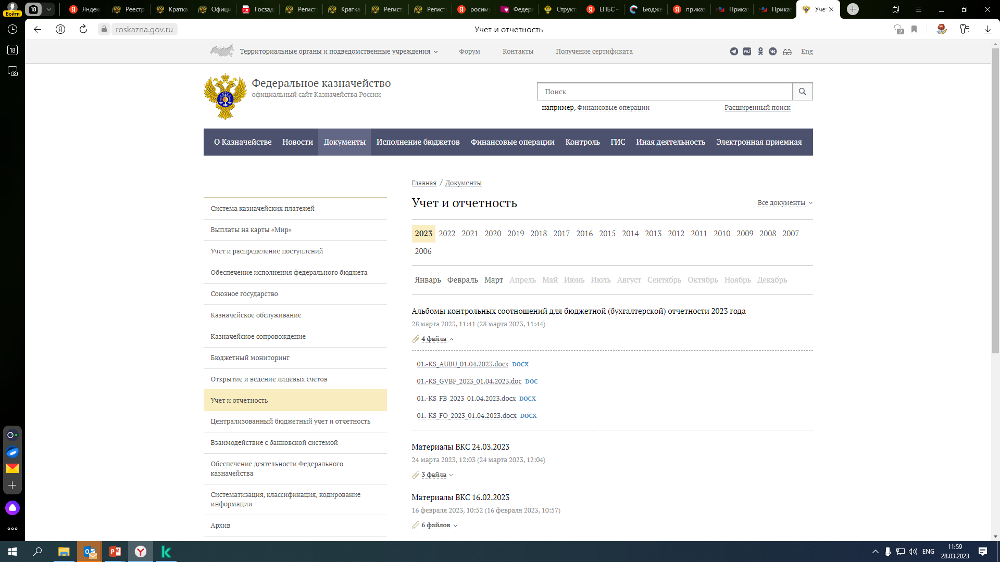 18
Яндек
Реестр
Кратка
Офици
Госзад
Регистр
Кратка
Регистр
Регистр
росиму
Федера
Структу
ЕПБС –
Бюдже
приказ
Приказ
Приказ
Уче
Войти
roskazna.gov.ru
Учет и отчетность
2
18
Территориальные органы и подведомственные учреждения
Форум
Контакты
Получение сертификата
Eng
Федеральное казначейство
официальный сайт Казначейства России
Поиск
например, Финансовые операции
Расширенный поиск
О Казначействе
Новости
Документы
Исполнение бюджетов
Финансовые операции
Контроль
ГИС
Иная деятельность
Электронная приемная
Главная / Документы
Учет и отчетность
Все документы
2023 2022 2021 2020 2019 2018 2017 2016 2015 2014 2013 2012 2011 2010 2009 2008 2007
2006
Январь Февраль Март Апрель Май Июнь Июль Август Сентябрь Октябрь Ноябрь Декабрь
Система казначейских платежей
Выплаты на карты «Мир»
Учет и распределение поступлений
Обеспечение исполнения федерального бюджета
Союзное государство
Казначейское обслуживание
Казначейское сопровождение
Бюджетный мониторинг
Открытие и ведение лицевых счетов
Учет и отчетность
Централизованный бюджетный учет и отчетность
Взаимодействие с банковской системой
Обеспечение деятельности Федерального
казначейства
Систематизация, классификация, кодирование
информации
Архив
Альбомы контрольных соотношений для бюджетной (бухгалтерской) отчетности 2023 года
28 марта 2023, 11:41 (28 марта 2023, 11:44)
4 файла
01.-KS_AUBU_01.04.2023.docx DOCX
01.-KS_GVBF_2023_01.04.2023.doc DOC
01.-KS_FB_2023_01.04.2023.docx DOCX
01.-KS_FO_2023_01.04.2023.docx DOCX
Материалы ВКС 24.03.2023
24 марта 2023, 12:03 (24 марта 2023, 12:04)
3 файла
Материалы ВКС 16.02.2023
16 февраля 2023, 10:52 (16 февраля 2023, 10:57)
6 файлов
ENG
11:59
28.03.2023